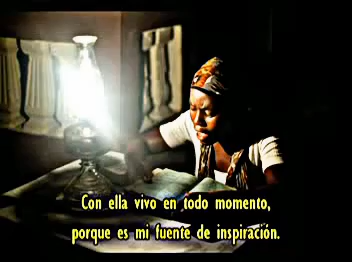 Con ella vivo en todo momento,
porque es mi fuente de inspiración.